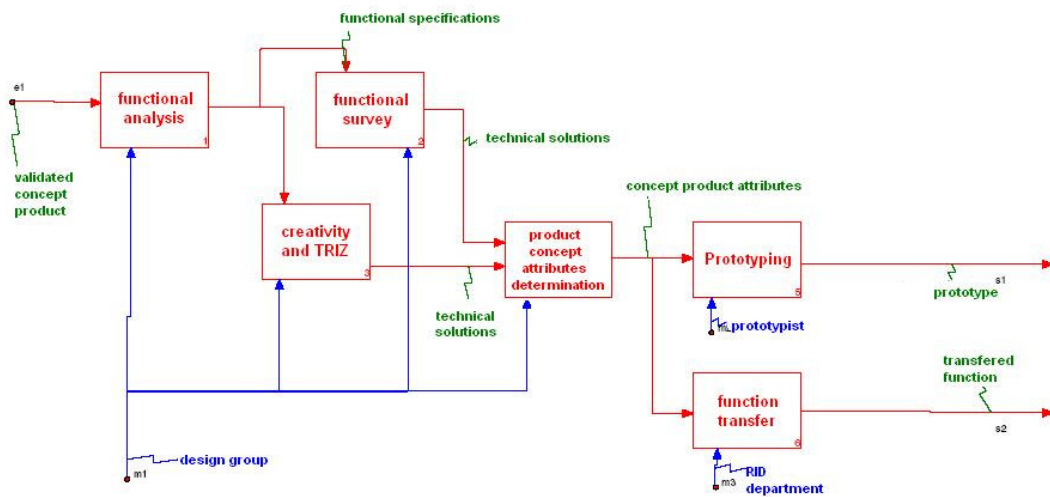 functional specifications
e1
functional
analysis
1
functional
survey
2
technical solutions
validated
concept
product
concept product attributes
creativity
and TRIZ
3
product
concept
attributes
determination
Prototyping
5
s1
prototype
technical
solutions
prototypist
transfered
function
function
transfer
6
s2
design group
m1
RID
department
m3